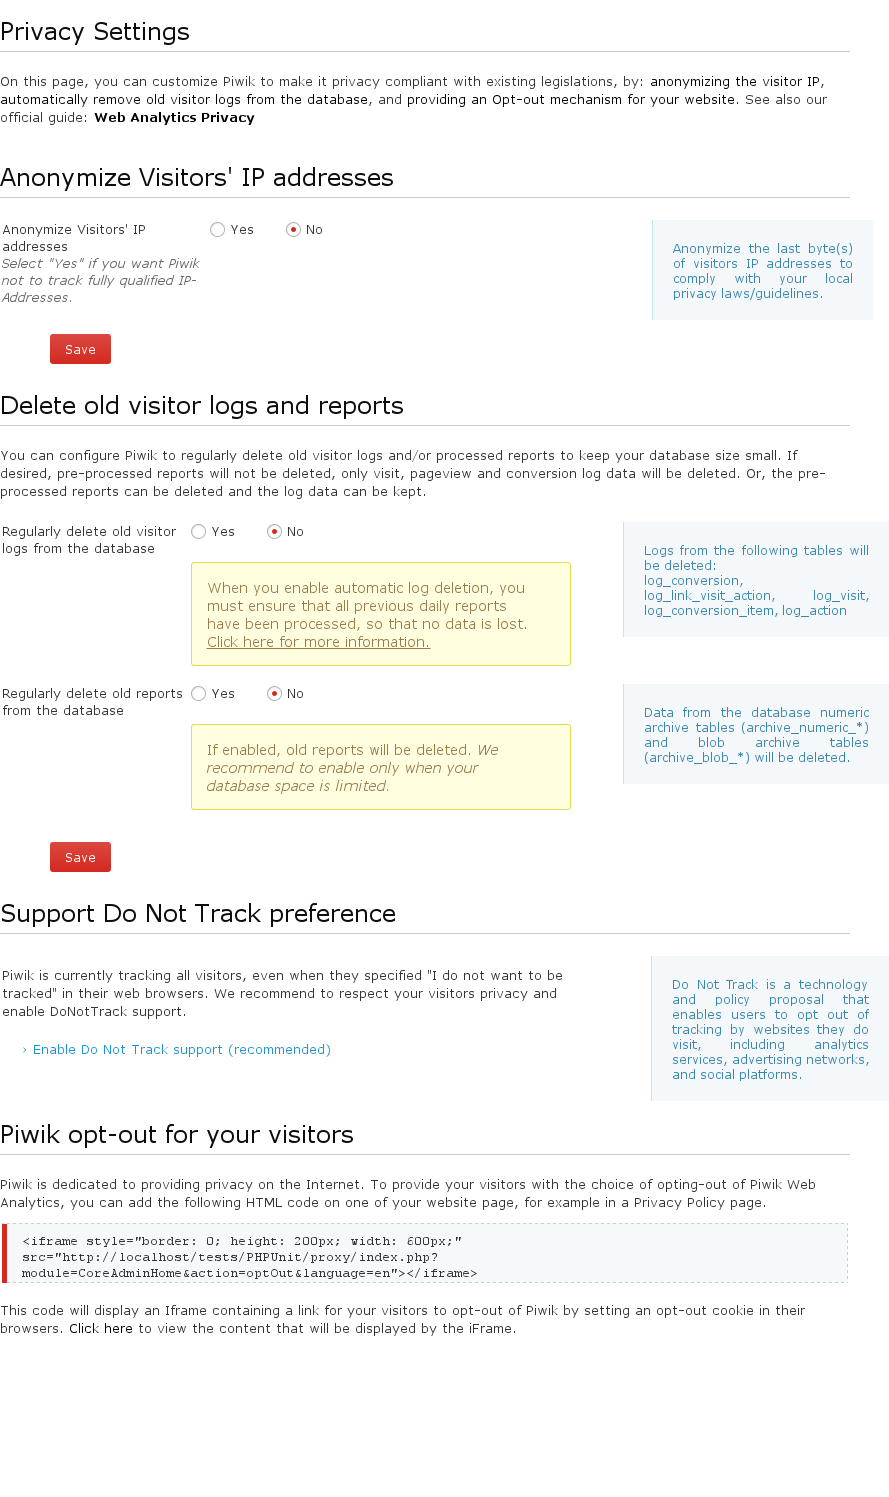 Privacy Settings
On this page, you can customize Piwik to make it privacy compliant with existing legislations, by: anonymizing the visitor IP,
automatically remove old visitor logs from the database, and providing an Opt-out mechanism for your website. See also our
official guide: Web Analytics Privacy
Anonymize Visitors' IP addresses
Anonymize Visitors' IP
addresses
Select "Yes" if you want Piwik
not to track fully qualified IP-
Addresses.
Yes No
Anonymize the last byte(s)
of visitors IP addresses to
comply with your local
privacy laws/guidelines.
Save
Delete old visitor logs and reports
You can configure Piwik to regularly delete old visitor logs and/or processed reports to keep your database size small. If
desired, pre-processed reports will not be deleted, only visit, pageview and conversion log data will be deleted. Or, the pre-
processed reports can be deleted and the log data can be kept.
Regularly delete old visitor
logs from the database
Yes No
When you enable automatic log deletion, you
must ensure that all previous daily reports
have been processed, so that no data is lost.
Click here for more information.
Logs from the following tables will
be deleted:
log_conversion,
log_link_visit_action, log_visit,
log_conversion_item, log_action
Regularly delete old reports
from the database
Yes No
If enabled, old reports will be deleted. We
recommend to enable only when your
database space is limited.
Data from the database numeric
archive tables (archive_numeric_*)
and blob archive tables
(archive_blob_*) will be deleted.
Save
Support Do Not Track preference
Piwik is currently tracking all visitors, even when they specified "I do not want to be
tracked" in their web browsers. We recommend to respect your visitors privacy and
enable DoNotTrack support.
› Enable Do Not Track support (recommended)
Do Not Track is a technology
and policy proposal that
enables users to opt out of
tracking by websites they do
visit, including analytics
services, advertising networks,
and social platforms.
Piwik opt-out for your visitors
Piwik is dedicated to providing privacy on the Internet. To provide your visitors with the choice of opting-out of Piwik Web
Analytics, you can add the following HTML code on one of your website page, for example in a Privacy Policy page.
<iframe style="border: 0; height: 200px; width: 600px;"
src="http://localhost/tests/PHPUnit/proxy/index.php?
module=CoreAdminHome&action=optOut&language=en"></iframe>
This code will display an Iframe containing a link for your visitors to opt-out of Piwik by setting an opt-out cookie in their
browsers. Click here to view the content that will be displayed by the iFrame.